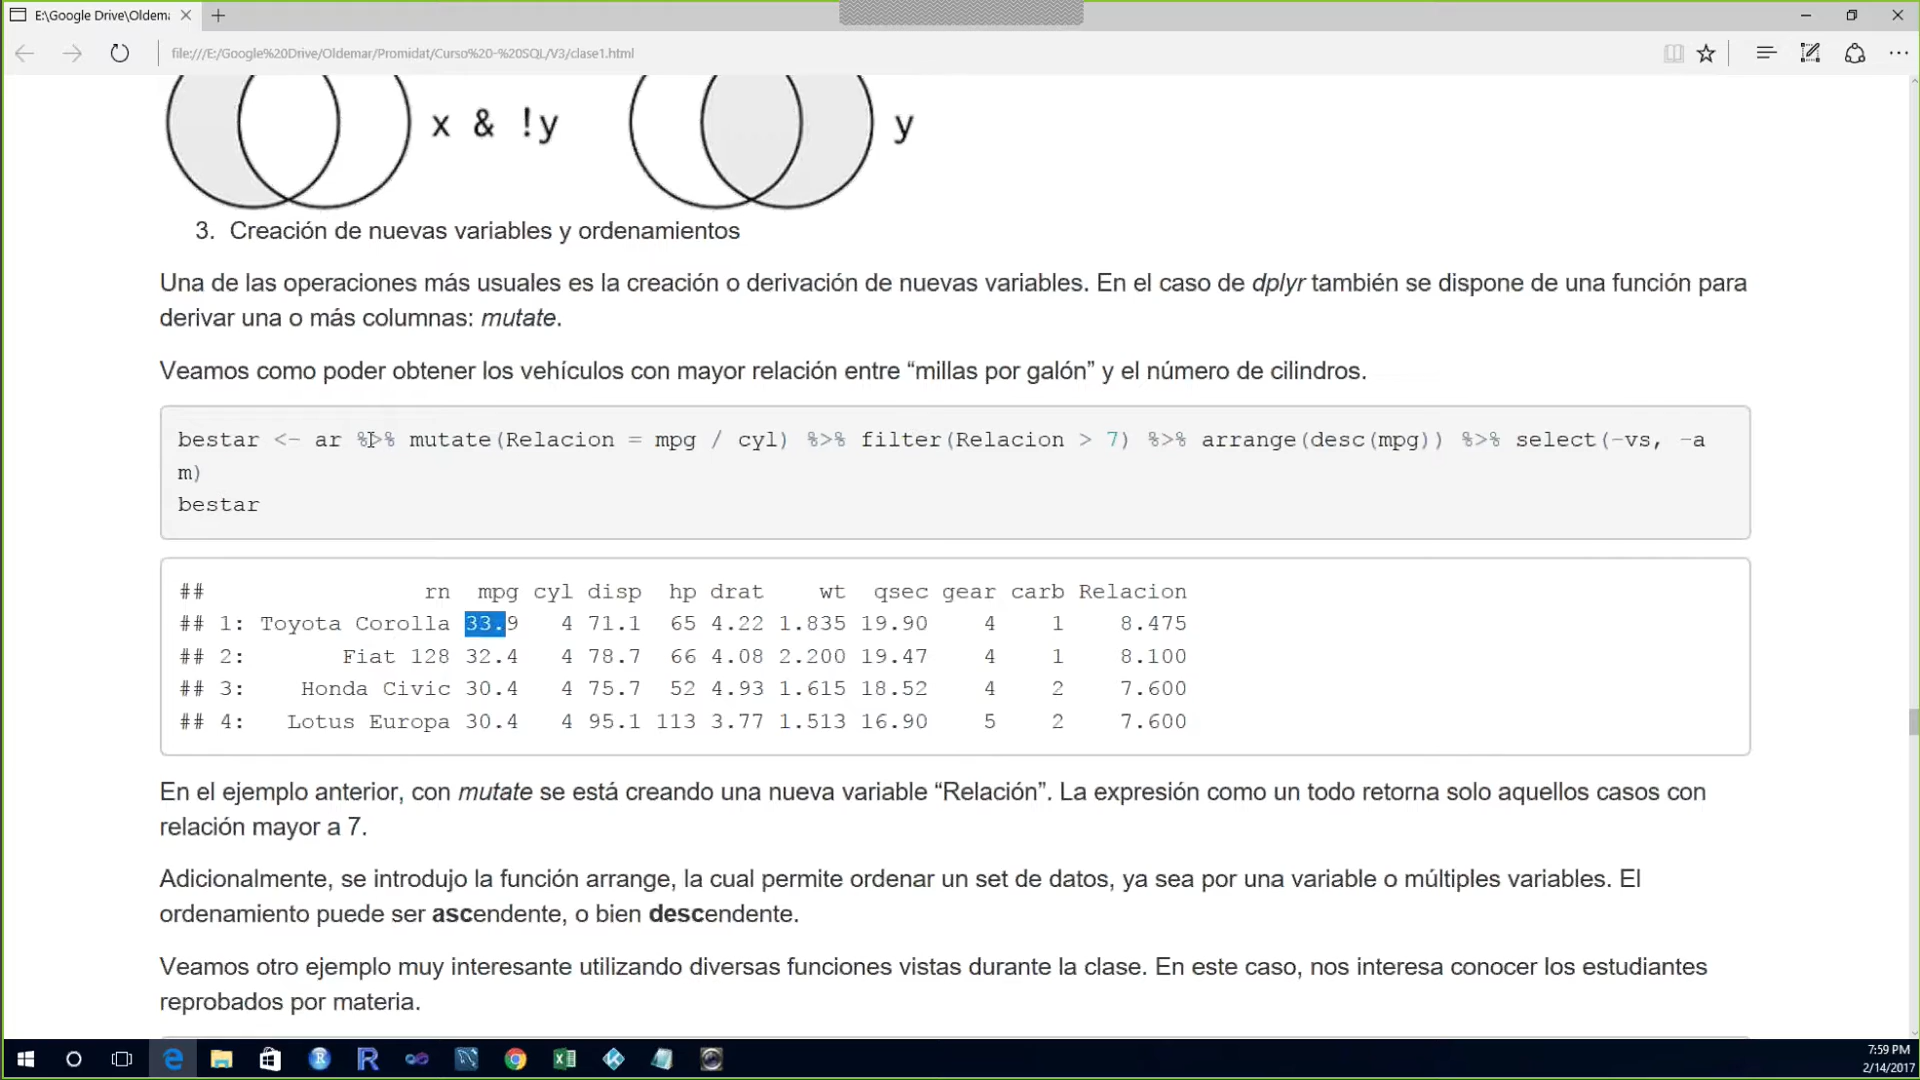 E:\Google Drive\Oldema
file:///E:/Google%20Drive/Oldemar/Promidat/Curso%20-%20SQL/V3/clase1.html
x & !y
y
3. Creación de nuevas variables y ordenamientos
Una de las operaciones más usuales es la creación o derivación de nuevas variables. En el caso de dplyr también se dispone de una función para
derivar una o más columnas: mutate.
Veamos como poder obtener los vehículos con mayor relación entre “millas por galón” y el número de cilindros.
bestar <- ar %>% mutate(Relacion = mpg / cyl) %>% filter(Relacion > 7) %>% arrange(desc(mpg)) %>% select(-vs, -a
m)
bestar
## rn mpg cyl disp hp drat wt qsec gear carb Relacion
## 1: Toyota Corolla 33.9 4 71.1 65 4.22 1.835 19.90 4 1 8.475
## 2: Fiat 128 32.4 4 78.7 66 4.08 2.200 19.47 4 1 8.100
## 3: Honda Civic 30.4 4 75.7 52 4.93 1.615 18.52 4 2 7.600
## 4: Lotus Europa 30.4 4 95.1 113 3.77 1.513 16.90 5 2 7.600
En el ejemplo anterior, con mutate se está creando una nueva variable “Relación”. La expresión como un todo retorna solo aquellos casos con
relación mayor a 7.
Adicionalmente, se introdujo la función arrange, la cual permite ordenar un set de datos, ya sea por una variable o múltiples variables. El
ordenamiento puede ser ascendente, o bien descendente.
Veamos otro ejemplo muy interesante utilizando diversas funciones vistas durante la clase. En este caso, nos interesa conocer los estudiantes
reprobados por materia.
7:59 PM
2/14/2017